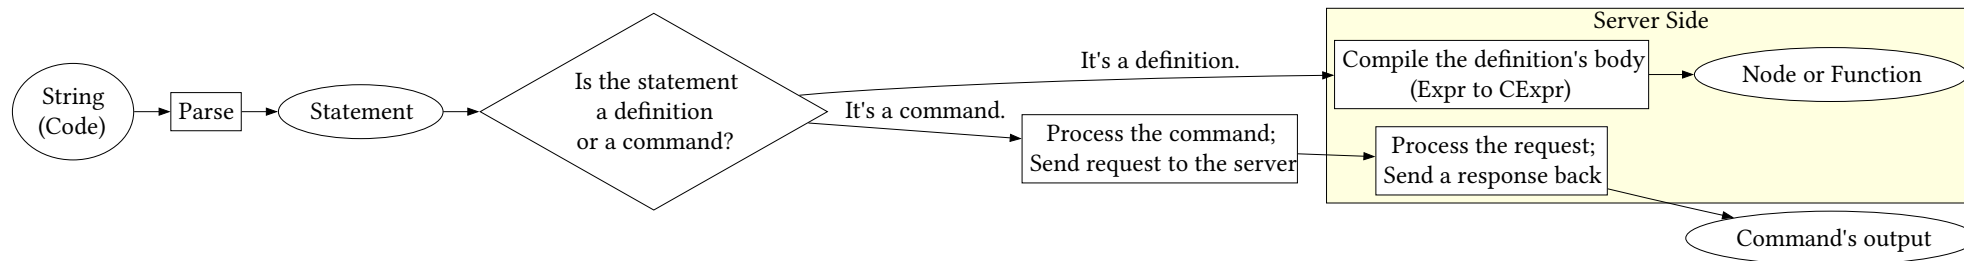 String
(Code)
Parse
Statement
Is the statement
a definition
or a command?
It's a definition.
It's a command.
Process the command;
Send request to the server
Server Side
Compile the definition's body
(Expr to CExpr)
Node or Function
Process the request;
Send a response back
Command's output